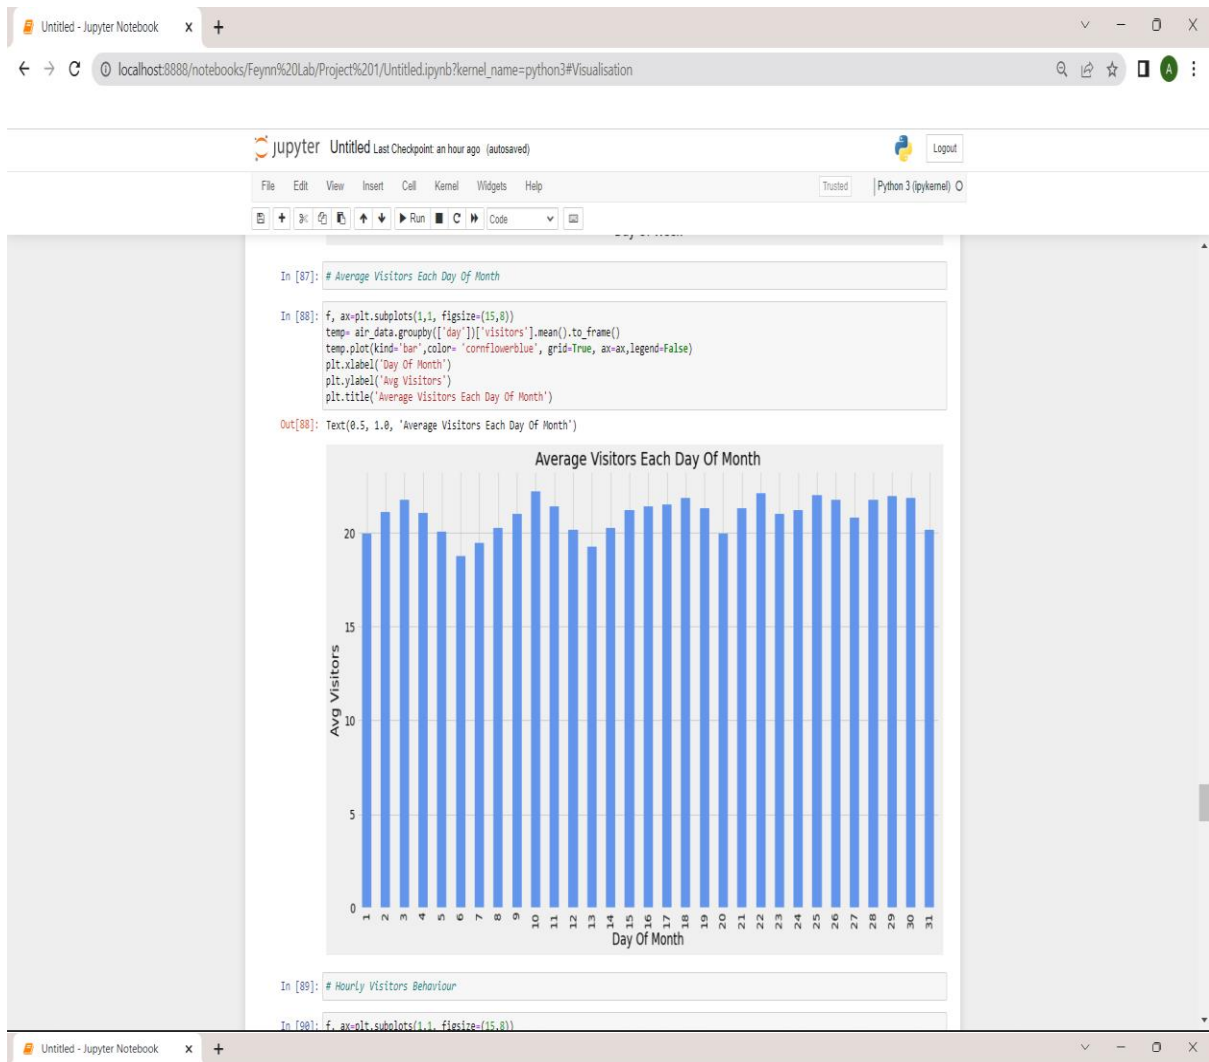 Untitled - Jupyter Notebook
localhost:8888/notebooks/Feynn%20Lab/Project%201/Untitled.ipynb?kernel_name=python3#Visualisation
A
jupyter Untitled Last Checkpoint: an hour ago (autosaved)
Logout
File Edit View Insert Cell Kernel Widgets Help
Trusted
Python 3 (ipykernel)
Run
Code
In [87]: # Average Visitors Each Day Of Month
In [88]: f, ax=plt.subplots(1,1, figsize=(15,8))
temp= air_data.groupby(['day'])['visitors'].mean().to_frame()
temp.plot(kind='bar',color= 'cornflowerblue', grid=True, ax=ax,legend=False)
plt.xlabel('Day Of Month')
plt.ylabel('Avg Visitors')
plt.title('Average Visitors Each Day Of Month')
Out[88]: Text(0.5, 1.0, 'Average Visitors Each Day Of Month')
Average Visitors Each Day Of Month
20
15
10
5
0
Avg Visitors
1 2 3 4 5 6 7 8 9 10 11 12 13 14 15 16 17 18 19 20 21 22 23 24 25 26 27 28 29 30 31
Day Of Month
In [89]: # Hourly Visitors Behaviour
In [90]: f, ax=plt.subplots(1,1, figsize=(15,8))
Untitled - Jupyter Notebook